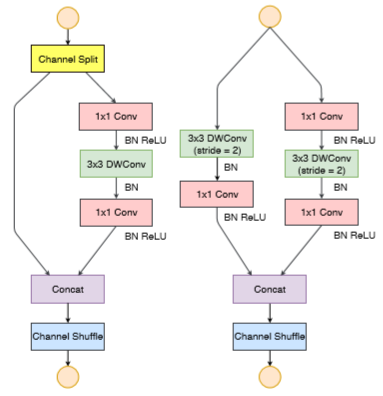 Channel Split
1x1 Conv
BN ReLU
3x3 DWConv
BN
1x1 Conv
BN ReLU
Concat
Channel Shuffle
3x3 DWConv
(stride = 2)
BN
1x1 Conv
BN ReLU
1x1 Conv
BN ReLU
3x3 DWConv
(stride = 2)
BN
1x1 Conv
BN ReLU
Concat
Channel Shuffle